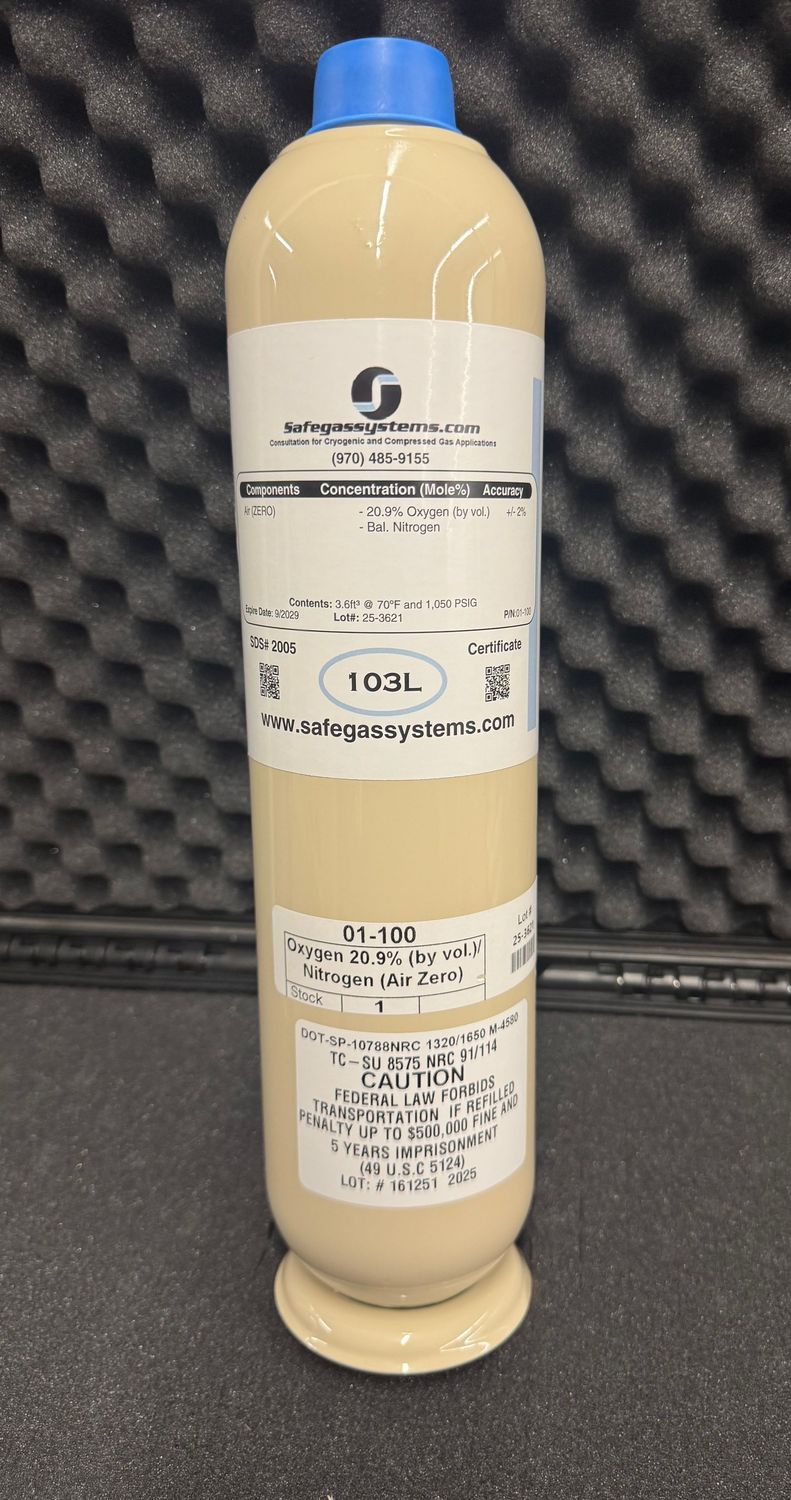 Safegassystems.com
Consultation for Cryogenic and Compressed Gas Applications
(970) 485-9155
Components Concentration (Mole%) Accuracy
Air (ZERO) - 20.9% Oxygen (by vol.) +/- 2%
- Bal. Nitrogen
Contents: 3.6ft³ @ 70ºF and 1,050 PSIG
Expire Date: 9/2029 Lot#: 25-3621 P/N:01-100
SDS# 2005 Certificate
103L
www.safegassystems.com
01-100 Lot #
Oxygen 20.9% (by vol.)/ 25-3621
Nitrogen (Air Zero)
Stock 1
DOT-SP-10788NRC 1320/1650 M-4580
TC-SU 8575 NRC 91/114
CAUTION
FEDERAL LAW FORBIDS
TRANSPORTATION IF REFILLED
PENALTY UP TO $500,000 FINE AND
5 YEARS IMPRISONMENT
(49 U.S.C 5124)
LOT: # 161251 2025